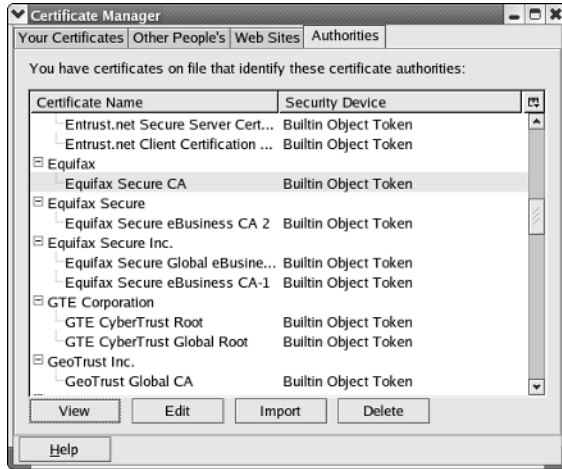 Certificate Manager
Your Certificates Other People's Web Sites Authorities
You have certificates on file that identify these certificate authorities:
Certificate Name Security Device
Entrust.net Secure Server Cert... Builtin Object Token
Entrust.net Client Certification ... Builtin Object Token
Equifax
Equifax Secure CA Builtin Object Token
Equifax Secure
Equifax Secure eBusiness CA 2 Builtin Object Token
Equifax Secure Inc.
Equifax Secure Global eBusine... Builtin Object Token
Equifax Secure eBusiness CA-1 Builtin Object Token
GTE Corporation
GTE CyberTrust Root Builtin Object Token
GTE CyberTrust Global Root Builtin Object Token
GeoTrust Inc.
GeoTrust Global CA Builtin Object Token
View Edit Import Delete
Help